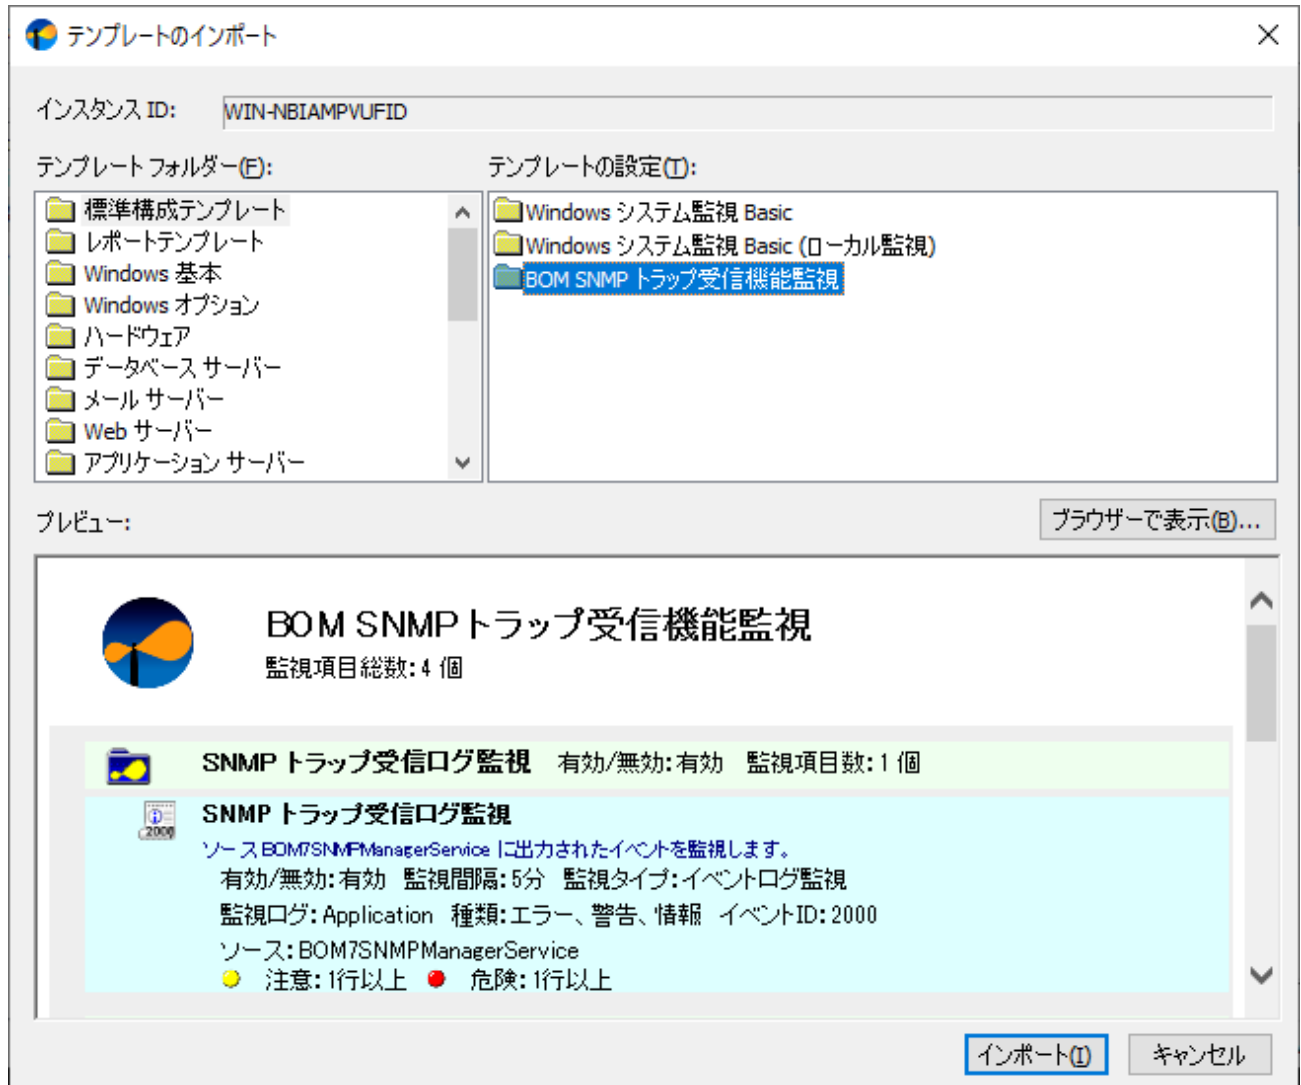 テンプレートのインポート
インスタンス ID: WIN-NBIAMPVUFID
テンプレート フォルダー(F):
標準構成テンプレート
レポートテンプレート
Windows 基本
Windows オプション
ハードウェア
データベース サーバー
メール サーバー
Web サーバー
アプリケーション サーバー
テンプレートの設定(T):
Windows システム監視 Basic
Windows システム監視 Basic (ローカル監視)
BOM SNMP トラップ受信機能監視
プレビュー:
ブラウザーで表示(B)...
BOM SNMP トラップ受信機能監視
監視項目総数: 4 個
SNMP トラップ受信ログ監視 有効/無効: 有効 監視項目数: 1 個
2000
SNMP トラップ受信ログ監視
ソース BOM7SNMPManagerService に出力されたイベントを監視します。
有効/無効: 有効 監視間隔: 5分 監視タイプ: イベントログ監視
監視ログ: Application 種類: エラー、警告、情報 イベントID: 2000
ソース: BOM7SNMPManagerService
注意: 1行以上 危険: 1行以上
インポート(I)
キャンセル